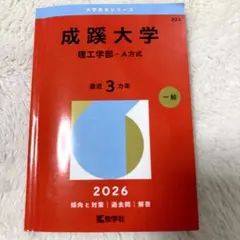 大学赤本シリーズ
成蹊大学
理工学部－A方式
最近3カ年
一般
2026
傾向と対策｜過去問｜解答
教学社